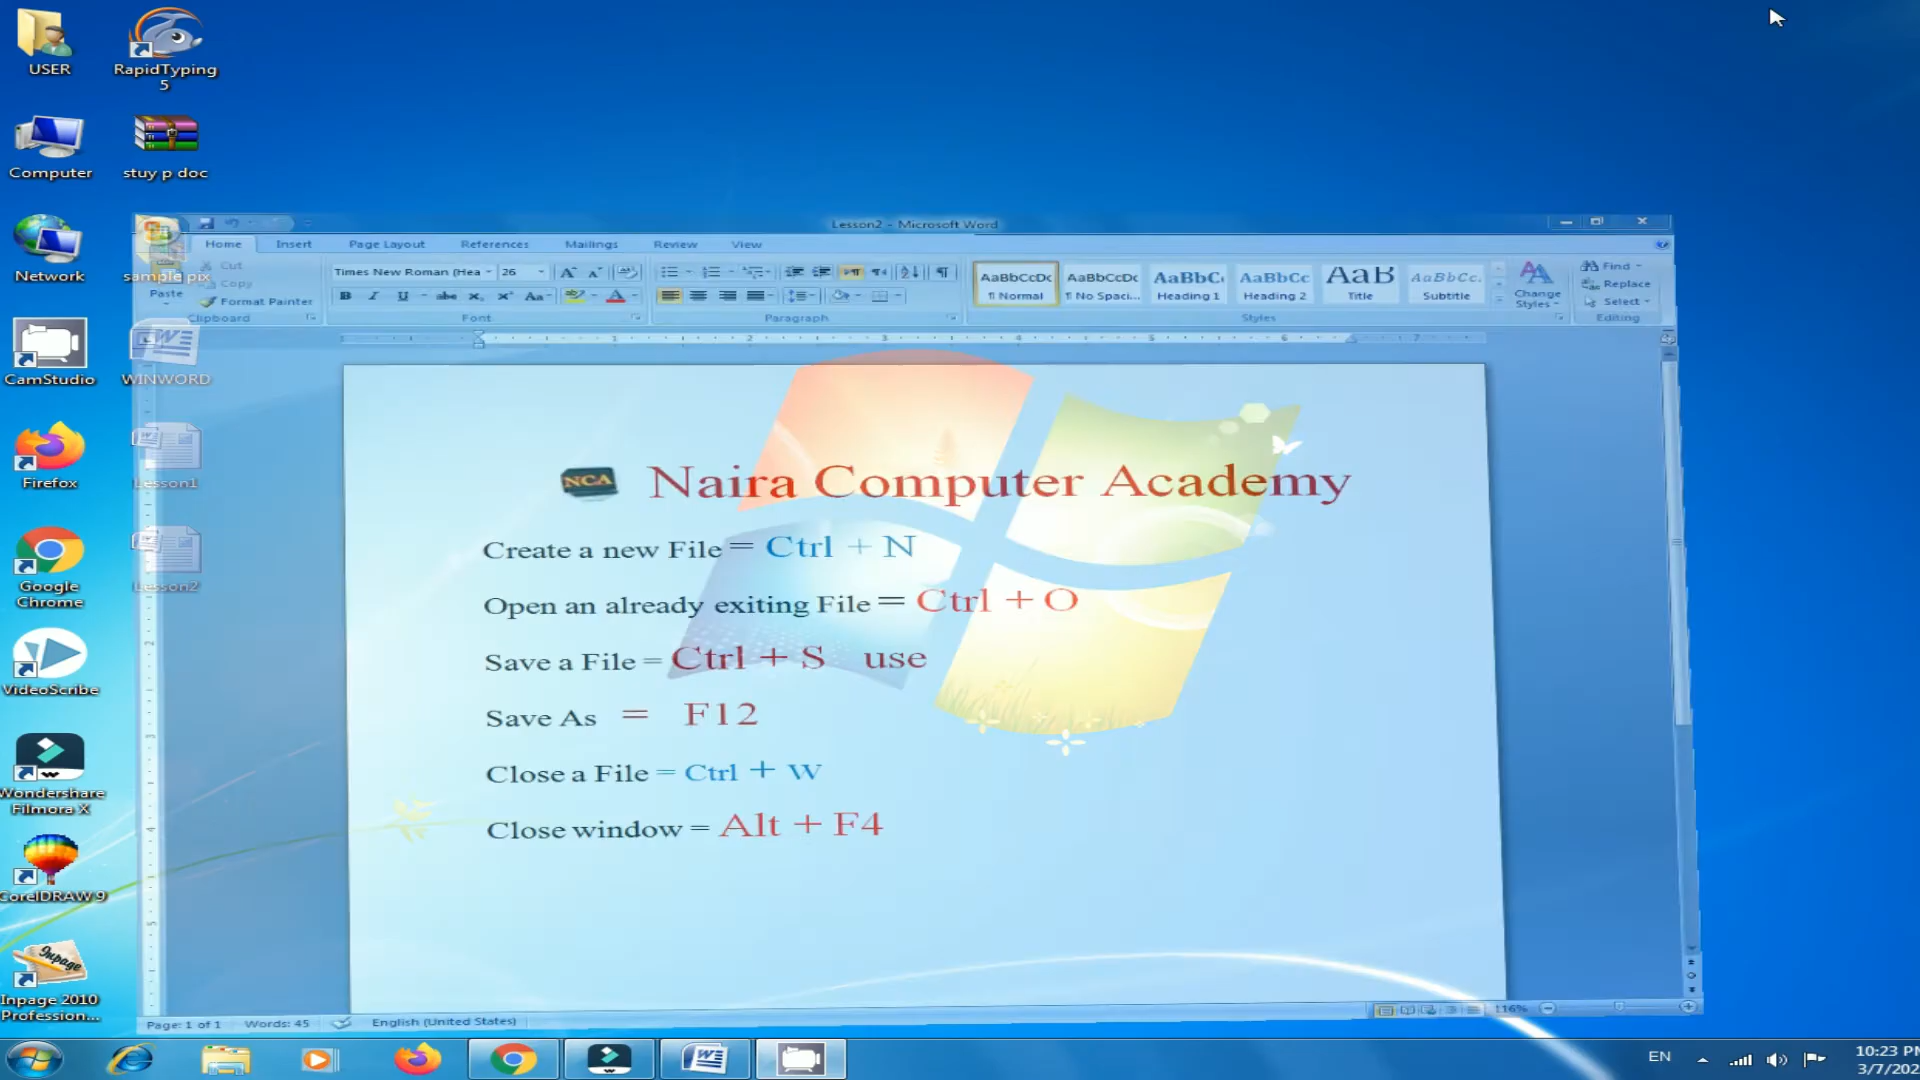 USER
RapidTyping
5
Computer
stuy p doc
Network
sample pix
CamStudio
WINWORD
Firefox
Lesson1
Google
Chrome
Lesson2
VideoScribe
Wondershare
Filmora X
CorelDRAW 9
Inpage
Inpage 2010
Profession...
Lesson2 - Microsoft Word
Home Insert Page Layout References Mailings Review View
Paste
Cut
Copy
Format Painter
Clipboard
Times New Roman (Hea 26
Font
Paragraph
AaBbCcDc AaBbCcDc AaBbC AaBbCc AaB AaBbCc.
¶ Normal ¶ No Spaci... Heading 1 Heading 2 Title Subtitle
Styles
Change
Styles
Find
Replace
Select
Editing
NCA Naira Computer Academy
Create a new File = Ctrl + N
Open an already exiting File = Ctrl + O
Save a File = Ctrl + S use
Save As = F12
Close a File = Ctrl + W
Close window = Alt + F4
Page: 1 of 1 Words: 45 English (United States) 116%
EN
10:23 PM
3/7/202